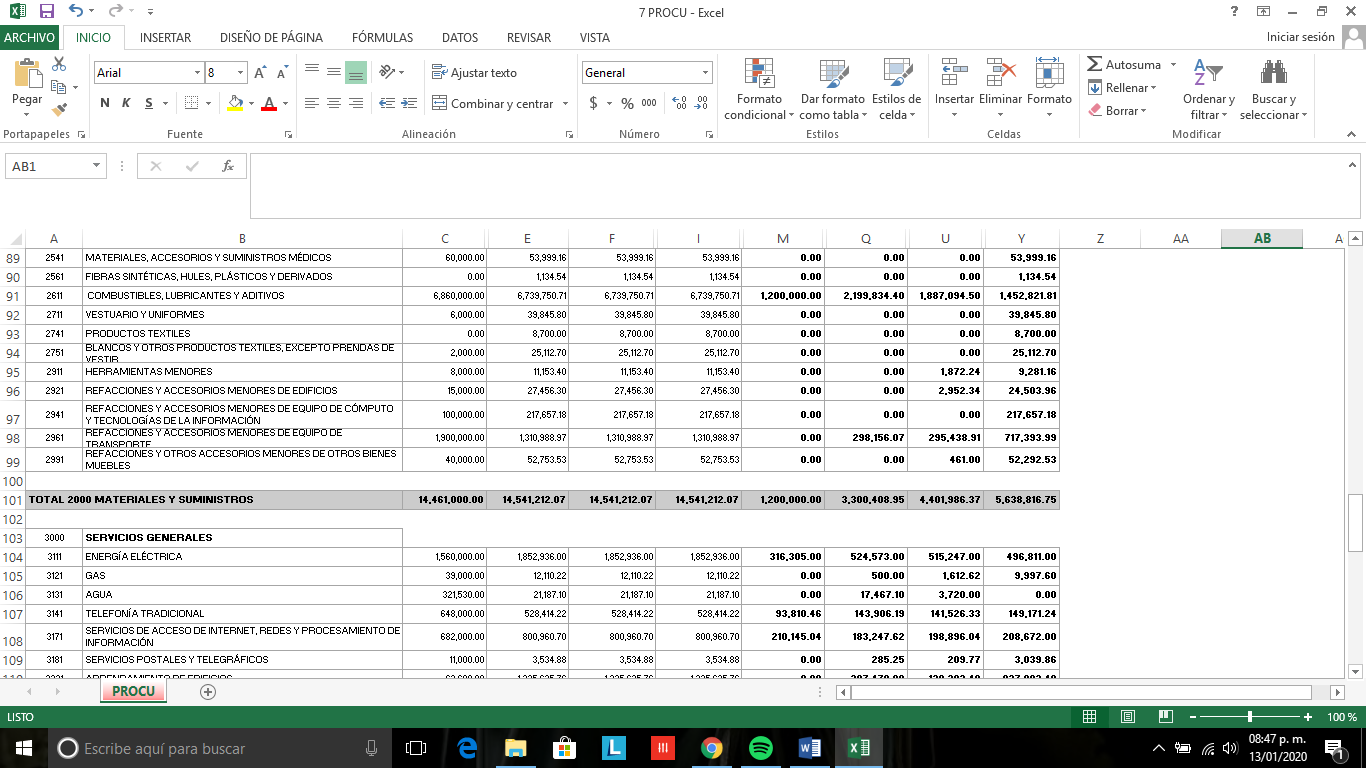 7 PROCU - Excel
?
ARCHIVO INICIO INSERTAR DISEÑO DE PÁGINA FÓRMULAS DATOS REVISAR VISTA Iniciar sesión
Pegar
Arial 8
N K S
Ajustar texto
Combinar y centrar
General
$ % 000
Formato condicional
Dar formato como tabla
Estilos de celda
Insertar Eliminar Formato
Autosuma
Rellenar
Borrar
Ordenar y filtrar
Buscar y seleccionar
Portapapeles Fuente Alineación Número Estilos Celdas Modificar
AB1 fx
A B C E F I M Q U Y Z AA AB A
89 2541 MATERIALES, ACCESORIOS Y SUMINISTROS MÉDICOS 60,000.00 53,999.16 53,999.16 53,999.16 0.00 0.00 0.00 53,999.16
90 2561 FIBRAS SINTÉTICAS, HULES, PLÁSTICOS Y DERIVADOS 0.00 1,134.54 1,134.54 1,134.54 0.00 0.00 0.00 1,134.54
91 2611 COMBUSTIBLES, LUBRICANTES Y ADITIVOS 6,860,000.00 6,739,750.71 6,739,750.71 6,739,750.71 1,200,000.00 2,199,834.40 1,887,094.50 1,452,821.81
92 2711 VESTUARIO Y UNIFORMES 6,000.00 39,845.80 39,845.80 39,845.80 0.00 0.00 0.00 39,845.80
93 2741 PRODUCTOS TEXTILES 0.00 8,700.00 8,700.00 8,700.00 0.00 0.00 0.00 8,700.00
94 2751 BLANCOS Y OTROS PRODUCTOS TEXTILES, EXCEPTO PRENDAS DE VESTIR 2,000.00 25,112.70 25,112.70 25,112.70 0.00 0.00 0.00 25,112.70
95 2911 HERRAMIENTAS MENORES 8,000.00 11,153.40 11,153.40 11,153.40 0.00 0.00 1,872.24 9,281.16
96 2921 REFACCIONES Y ACCESORIOS MENORES DE EDIFICIOS 15,000.00 27,456.30 27,456.30 27,456.30 0.00 0.00 2,952.34 24,503.96
97 2941 REFACCIONES Y ACCESORIOS MENORES DE EQUIPO DE CÓMPUTO Y TECNOLOGÍAS DE LA INFORMACIÓN 100,000.00 217,657.18 217,657.18 217,657.18 0.00 0.00 0.00 217,657.18
98 2961 REFACCIONES Y ACCESORIOS MENORES DE EQUIPO DE TRANSPORTE 1,900,000.00 1,310,988.97 1,310,988.97 1,310,988.97 0.00 298,156.07 295,438.91 717,393.99
99 2991 REFACCIONES Y OTROS ACCESORIOS MENORES DE OTROS BIENES MUEBLES 40,000.00 52,753.53 52,753.53 52,753.53 0.00 0.00 461.00 52,292.53
100
101 TOTAL 2000 MATERIALES Y SUMINISTROS 14,461,000.00 14,541,212.07 14,541,212.07 14,541,212.07 1,200,000.00 3,300,408.95 4,401,986.37 5,638,816.75
102
103 3000 SERVICIOS GENERALES
104 3111 ENERGÍA ELÉCTRICA 1,560,000.00 1,852,936.00 1,852,936.00 1,852,936.00 316,305.00 524,573.00 515,247.00 496,811.00
105 3121 GAS 39,000.00 12,110.22 12,110.22 12,110.22 0.00 500.00 1,612.62 9,997.60
106 3131 AGUA 321,530.00 21,187.10 21,187.10 21,187.10 0.00 17,467.10 3,720.00 0.00
107 3141 TELEFONÍA TRADICIONAL 648,000.00 528,414.22 528,414.22 528,414.22 93,810.46 143,906.19 141,526.33 149,171.24
108 3171 SERVICIOS DE ACCESO DE INTERNET, REDES Y PROCESAMIENTO DE INFORMACIÓN 682,000.00 800,960.70 800,960.70 800,960.70 210,145.04 183,247.62 198,896.04 208,672.00
109 3181 SERVICIOS POSTALES Y TELEGRÁFICOS 11,000.00 3,534.88 3,534.88 3,534.88 0.00 285.25 209.77 3,039.86
PROCU
LISTO 100 %
Escribe aquí para buscar
08:47 p. m.
13/01/2020
1